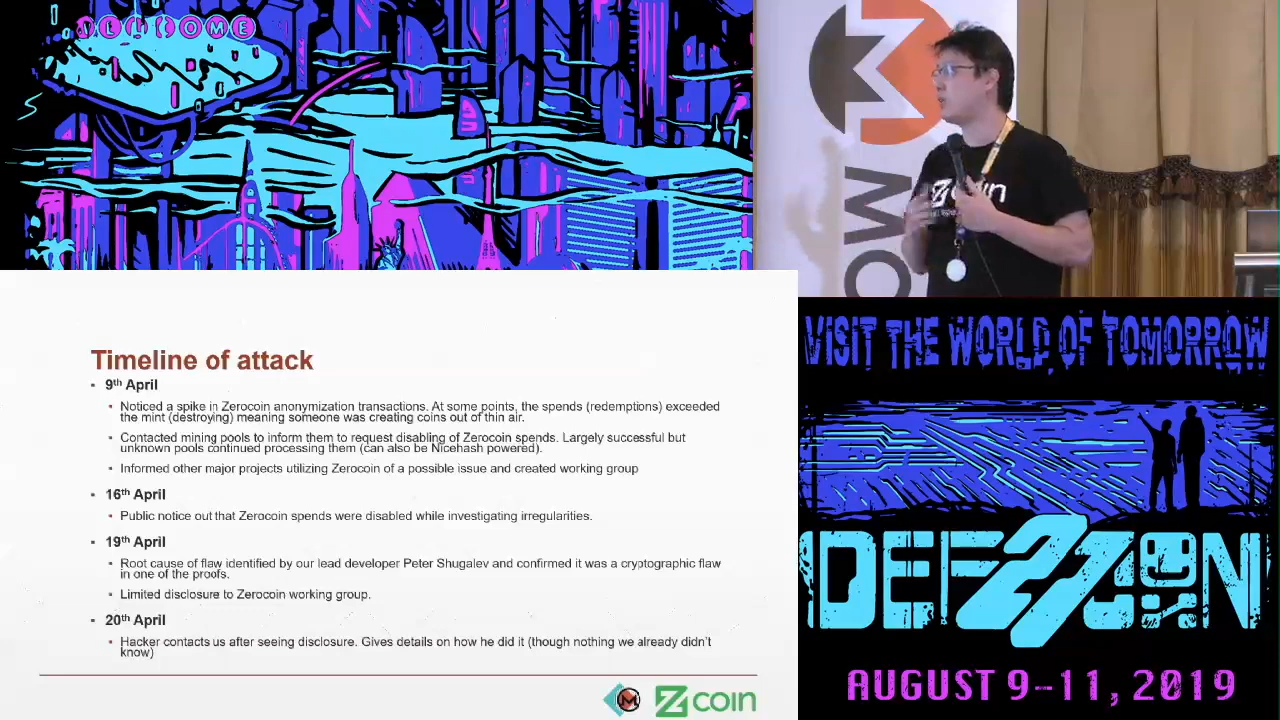 WELCOME
OW
Zcoin
Timeline of attack
▪ 9th April
▪ Noticed a spike in Zerocoin anonymization transactions. At some points, the spends (redemptions) exceeded
the mint (destroying) meaning someone was creating coins out of thin air.
▪ Contacted mining pools to inform them to request disabling of Zerocoin spends. Largely successful but
unknown pools continued processing them (can also be Nicehash powered).
▪ Informed other major projects utilizing Zerocoin of a possible issue and created working group
▪ 16th April
▪ Public notice out that Zerocoin spends were disabled while investigating irregularities.
▪ 19th April
▪ Root cause of flaw identified by our lead developer Peter Shugalev and confirmed it was a cryptographic flaw
in one of the proofs.
▪ Limited disclosure to Zerocoin working group.
▪ 20th April
▪ Hacker contacts us after seeing disclosure. Gives details on how he did it (though nothing we already didn't
know)
Zcoin
VISIT THE WORLD OF TOMORROW
DEF CON
27
AUGUST 9-11, 2019